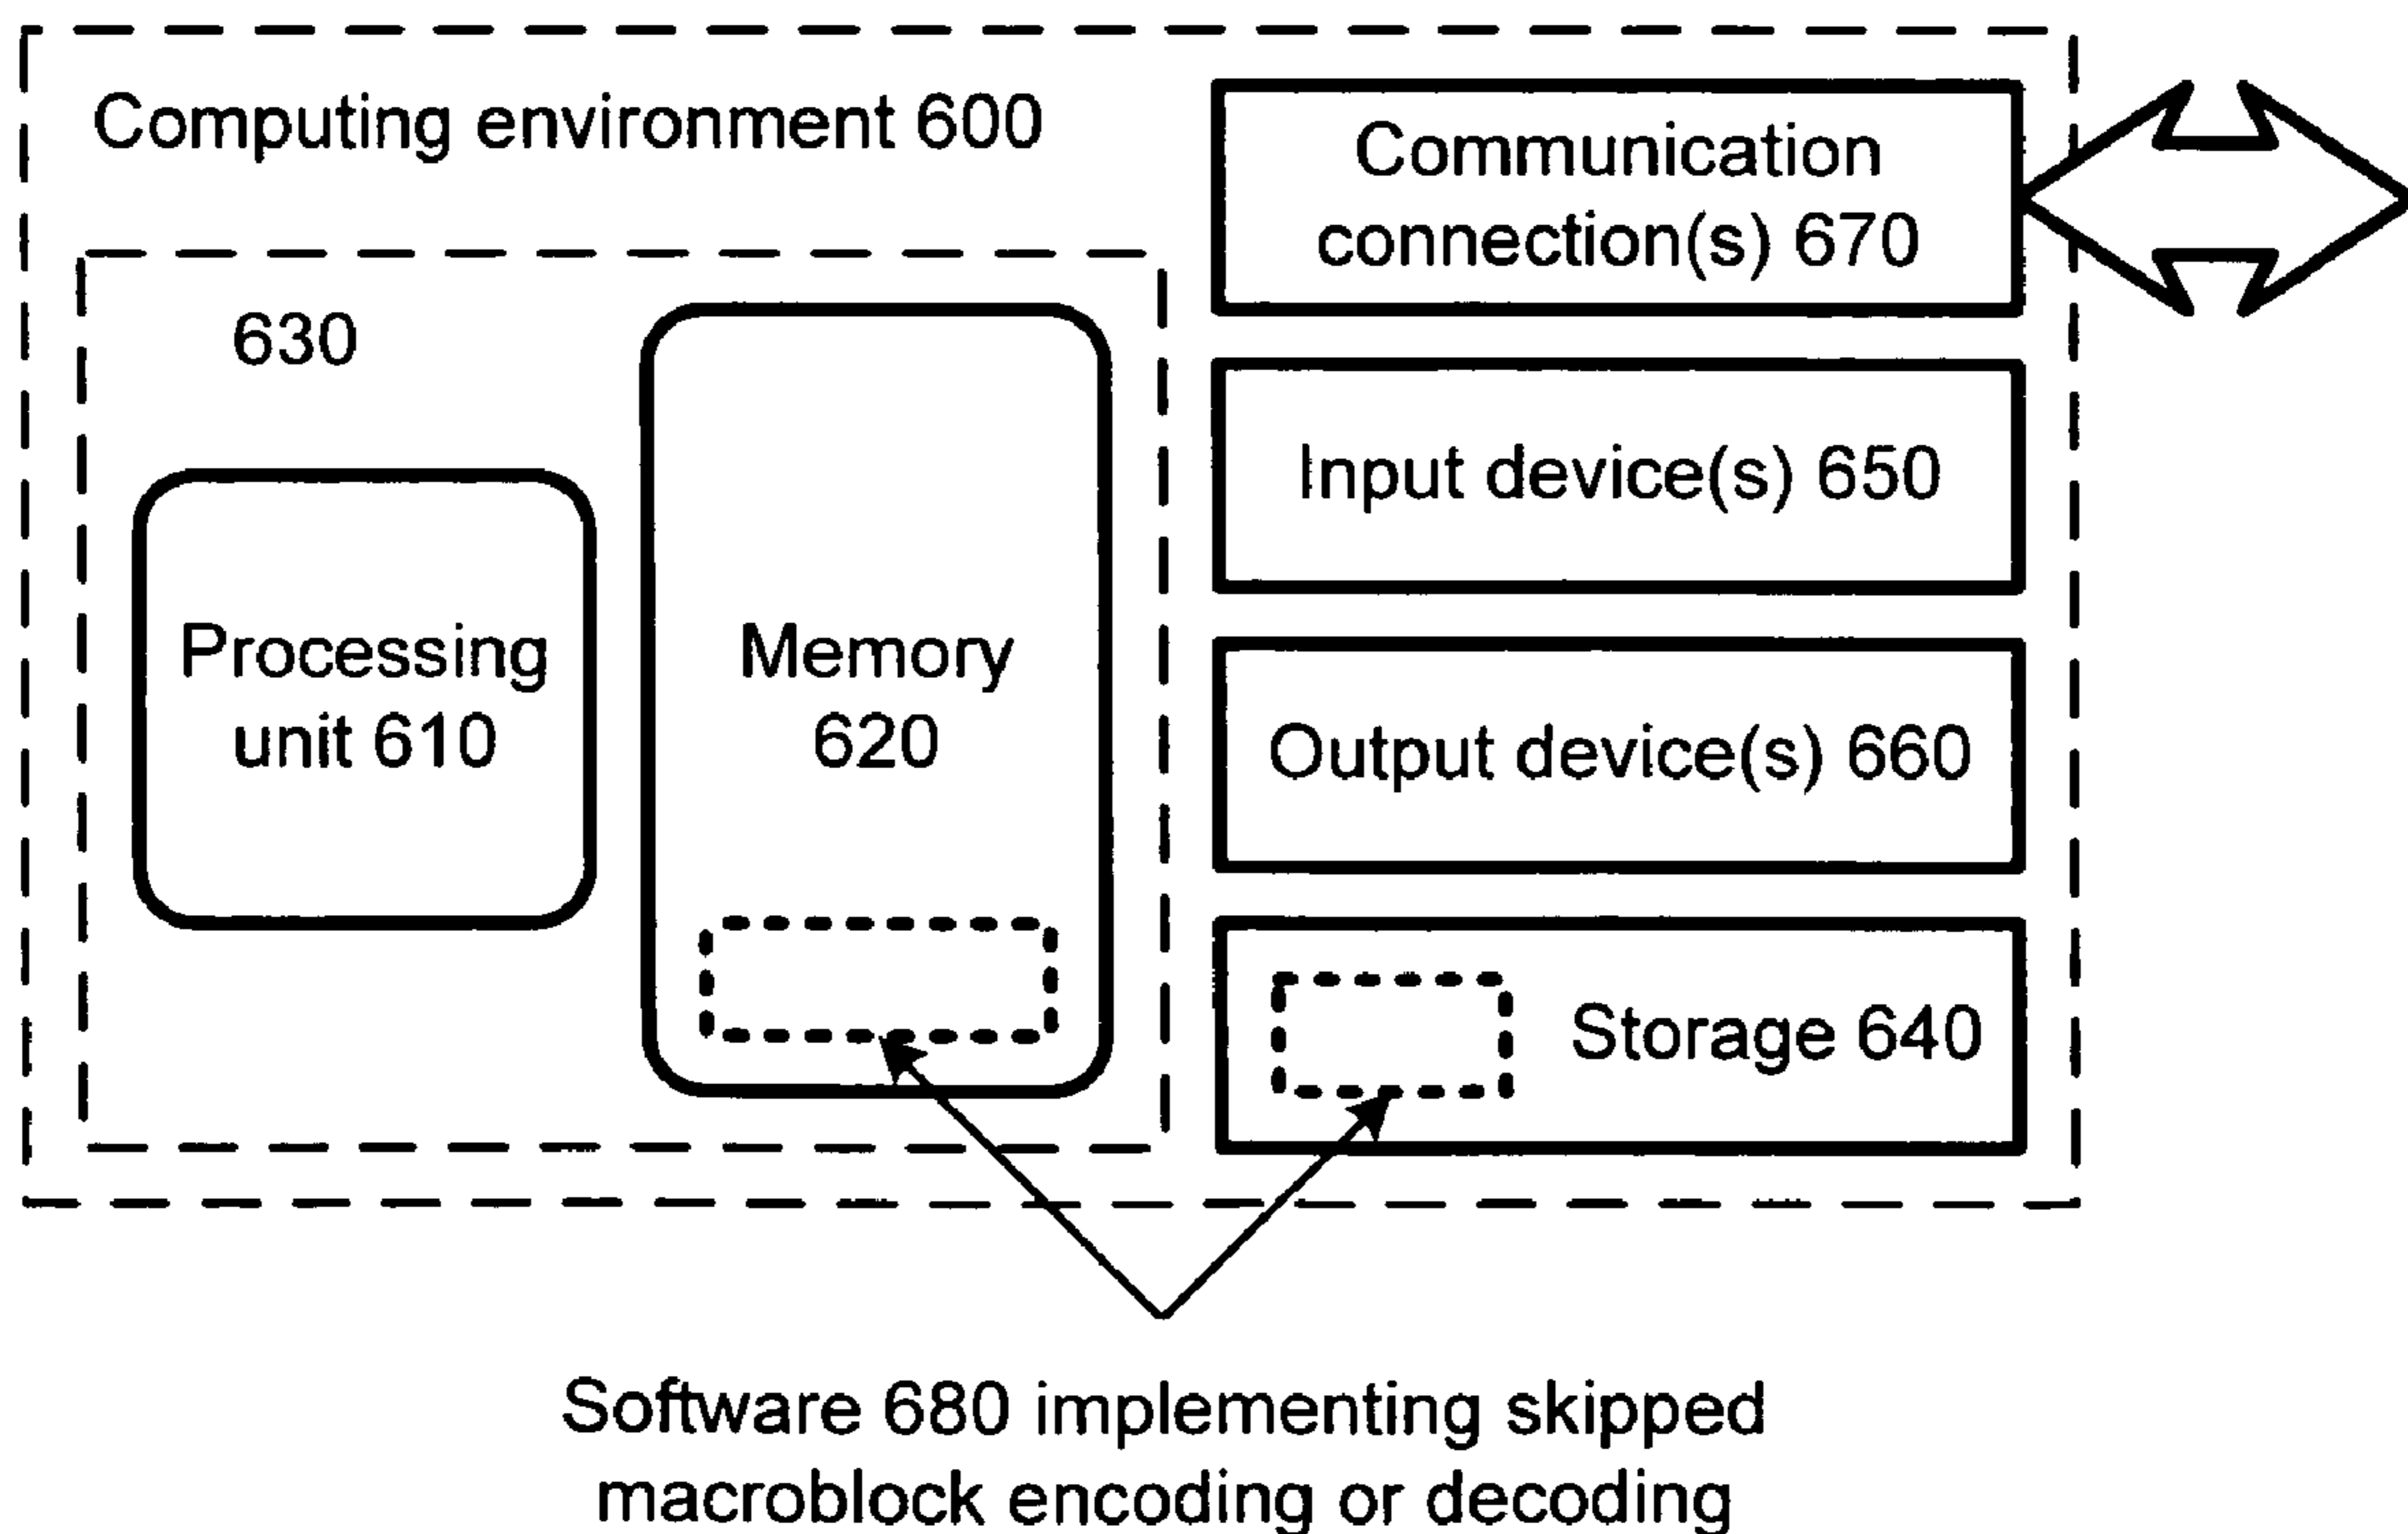 Computing environment 600
Communication
connection(s) 670
630
Input device(s) 650
Processing
unit 610
Memory
620
Output device(s) 660
Storage 640
Software 680 implementing skipped
macroblock encoding or decoding